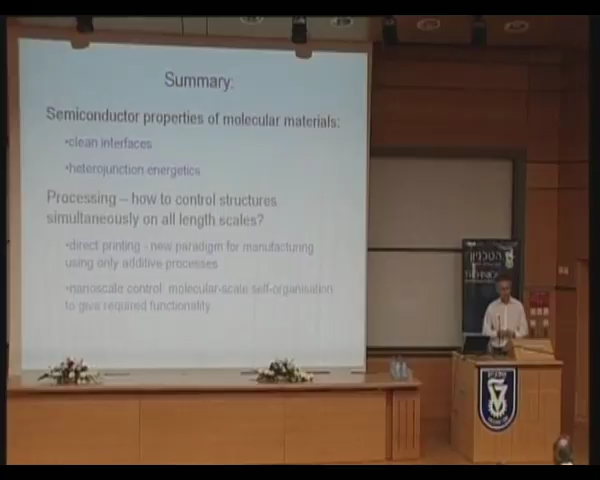 Summary:
Semiconductor properties of molecular materials:
•clean interfaces
•heterojunction energetics
Processing – how to control structures
simultaneously on all length scales?
•direct printing - new paradigm for manufacturing
using only additive processes
•nanoscale control: molecular-scale self-organisation
to give required functionality
הטכניון